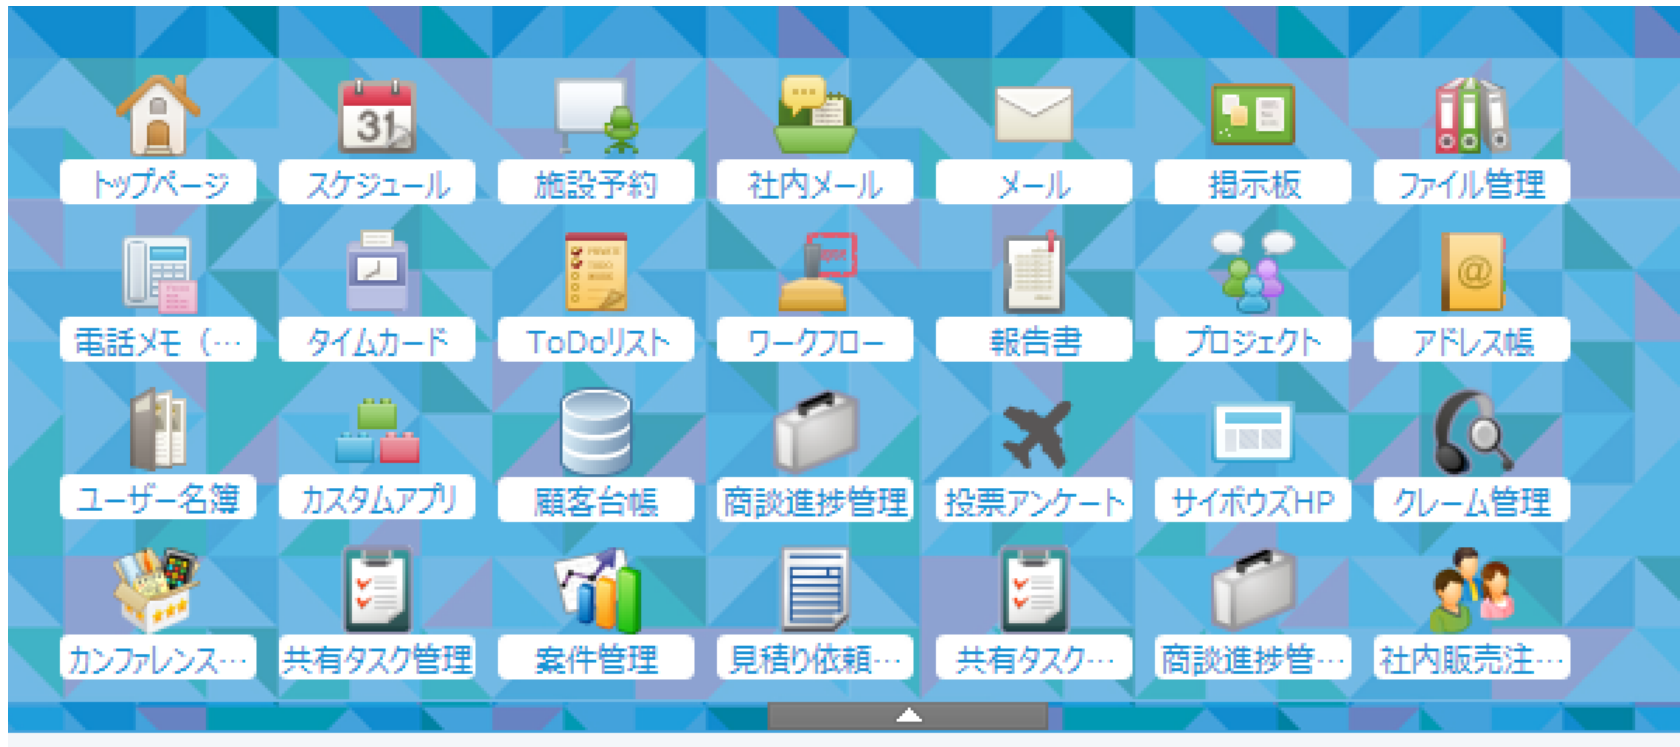 31
トップページ スケジュール 施設予約 社内メール メール 掲示板 ファイル管理
電話メモ（… タイムカード ToDoリスト ワークフロー 報告書 プロジェクト アドレス帳
ユーザー名簿 カスタムアプリ 顧客台帳 商談進捗管理 投票アンケート サイボウズHP クレーム管理
カンファレンス… 共有タスク管理 案件管理 見積り依頼… 共有タスク… 商談進捗管… 社内販売注…